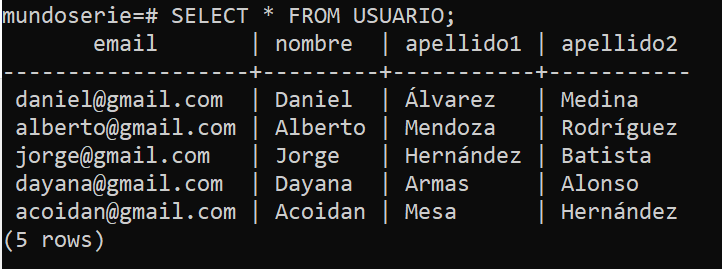 mundoserie=# SELECT * FROM USUARIO;
       email        | nombre  | apellido1 | apellido2
--------------------+---------+-----------+-----------
 daniel@gmail.com   | Daniel  | Álvarez   | Medina
 alberto@gmail.com | Alberto | Mendoza   | Rodríguez
 jorge@gmail.com    | Jorge   | Hernández | Batista
 dayana@gmail.com   | Dayana  | Armas     | Alonso
 acoidan@gmail.com | Acoidan | Mesa      | Hernández
(5 rows)